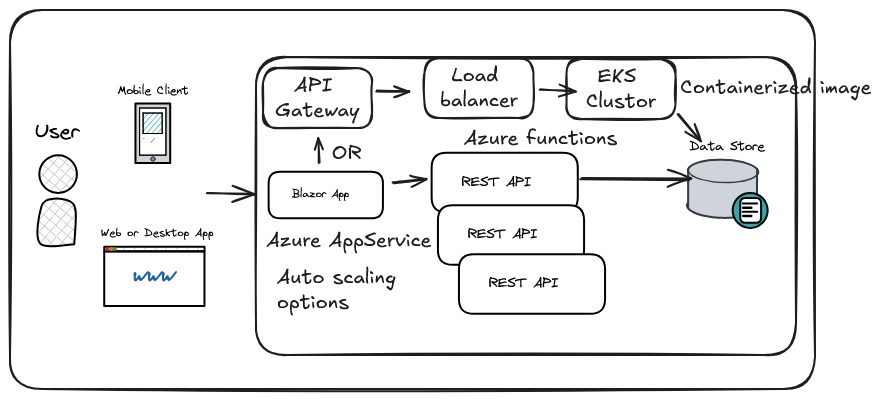 Mobile Client
User
Web or Desktop App
www
API
Gateway
Load
balancer
EKS
Clustor
Containerized image
OR
Azure functions
Data Store
Blazor App
REST API
REST API
REST API
Azure AppService
Auto scaling
options